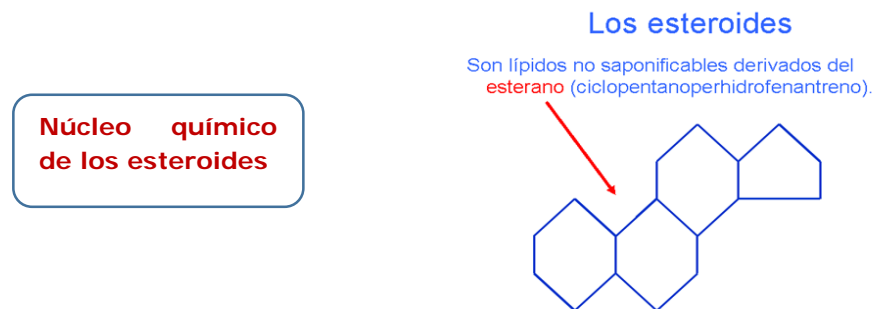 Los esteroides
Son lípidos no saponificables derivados del
esterano (ciclopentanoperhidrofenantreno).
Núcleo químico
de los esteroides